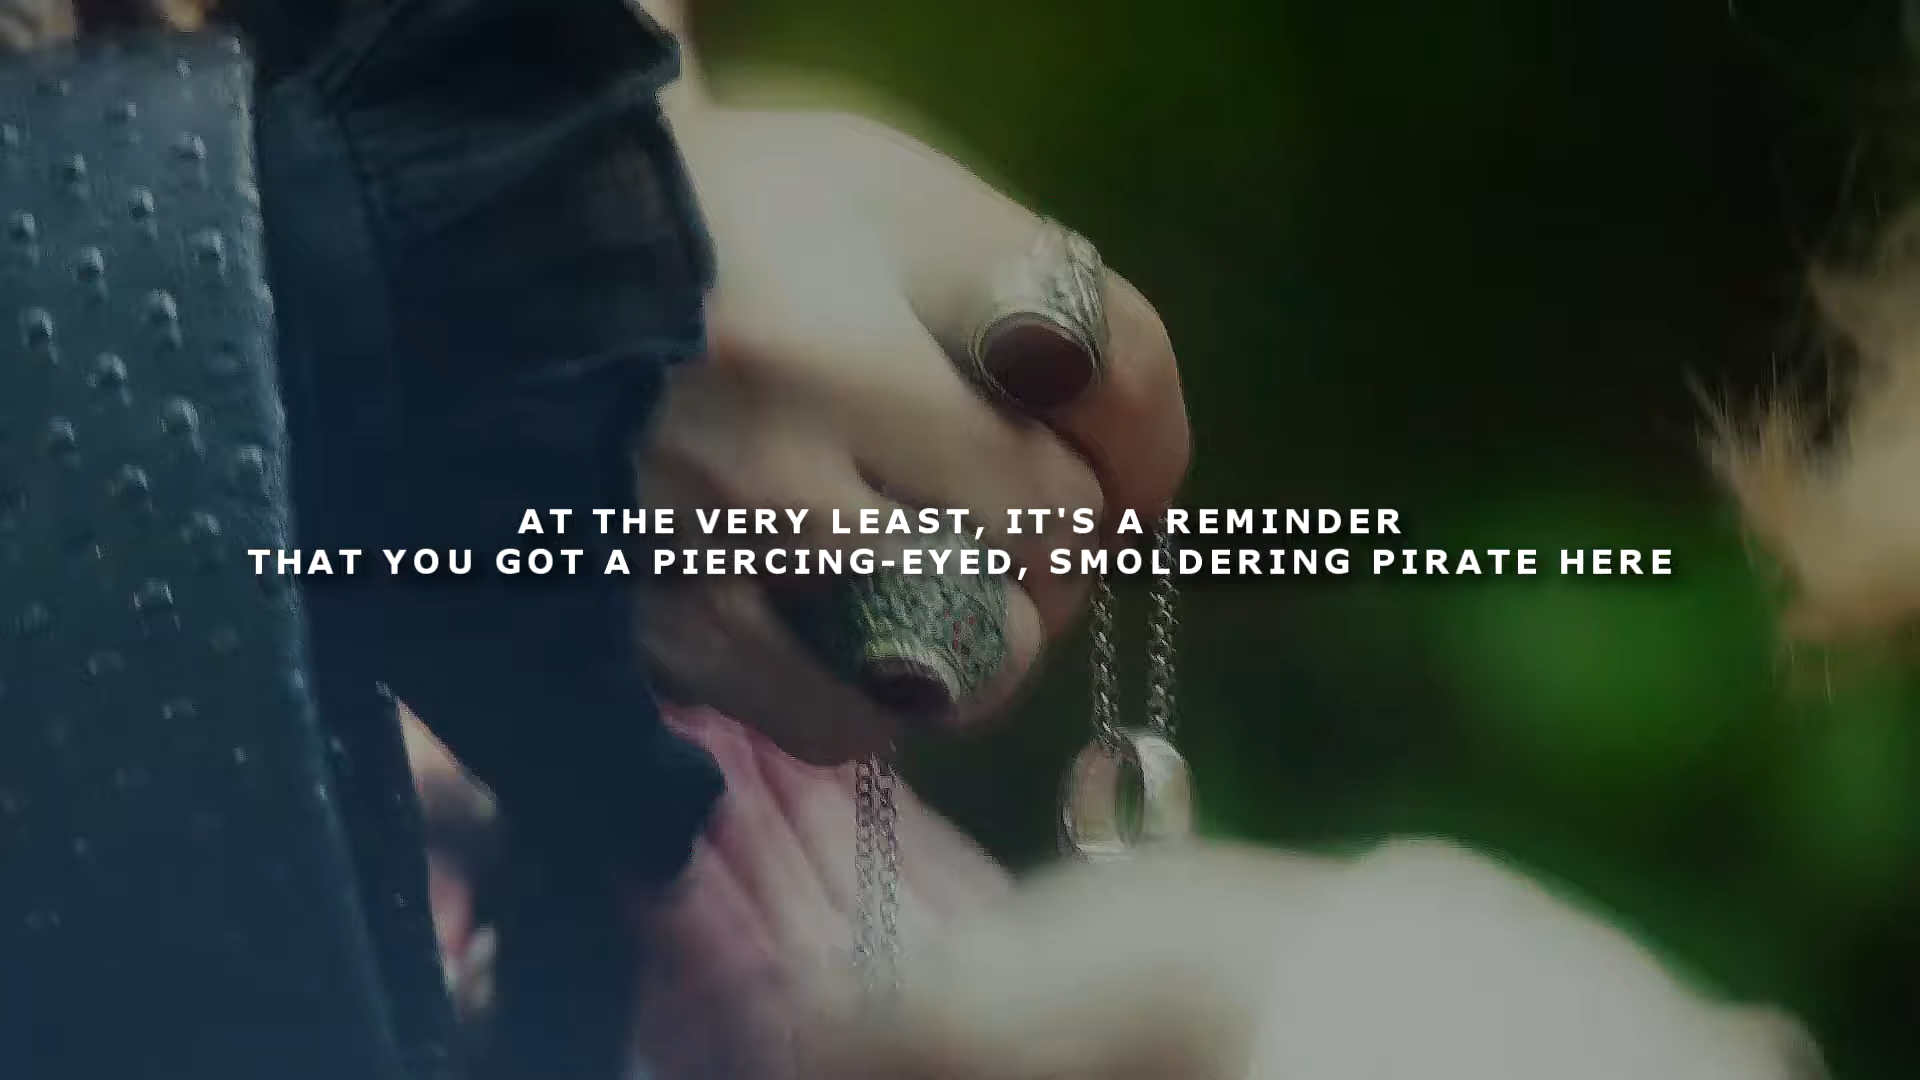 AT THE VERY LEAST, IT'S A REMINDER
THAT YOU GOT A PIERCING-EYED, SMOLDERING PIRATE HERE